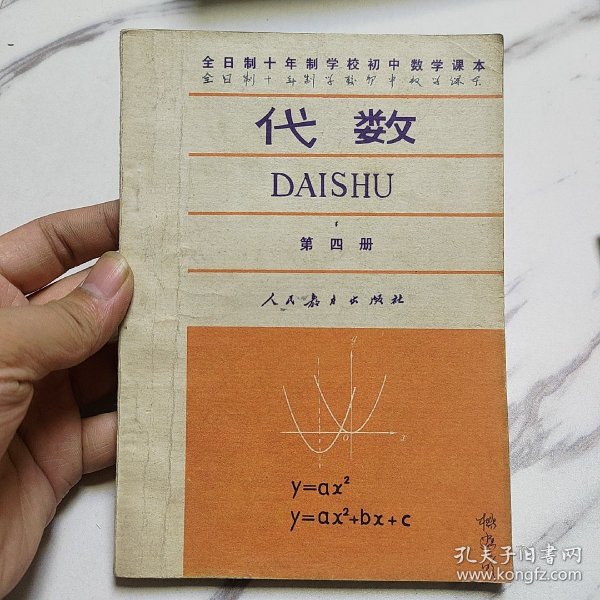 全日制十年制学校初中数学课本
全日制十年制学校初中数学课本
代数
DAISHU
第四册
人民教育出版社
y
x
O
y=ax²
y=ax²+bx+c
孔夫子旧书网
www.kongfz.com